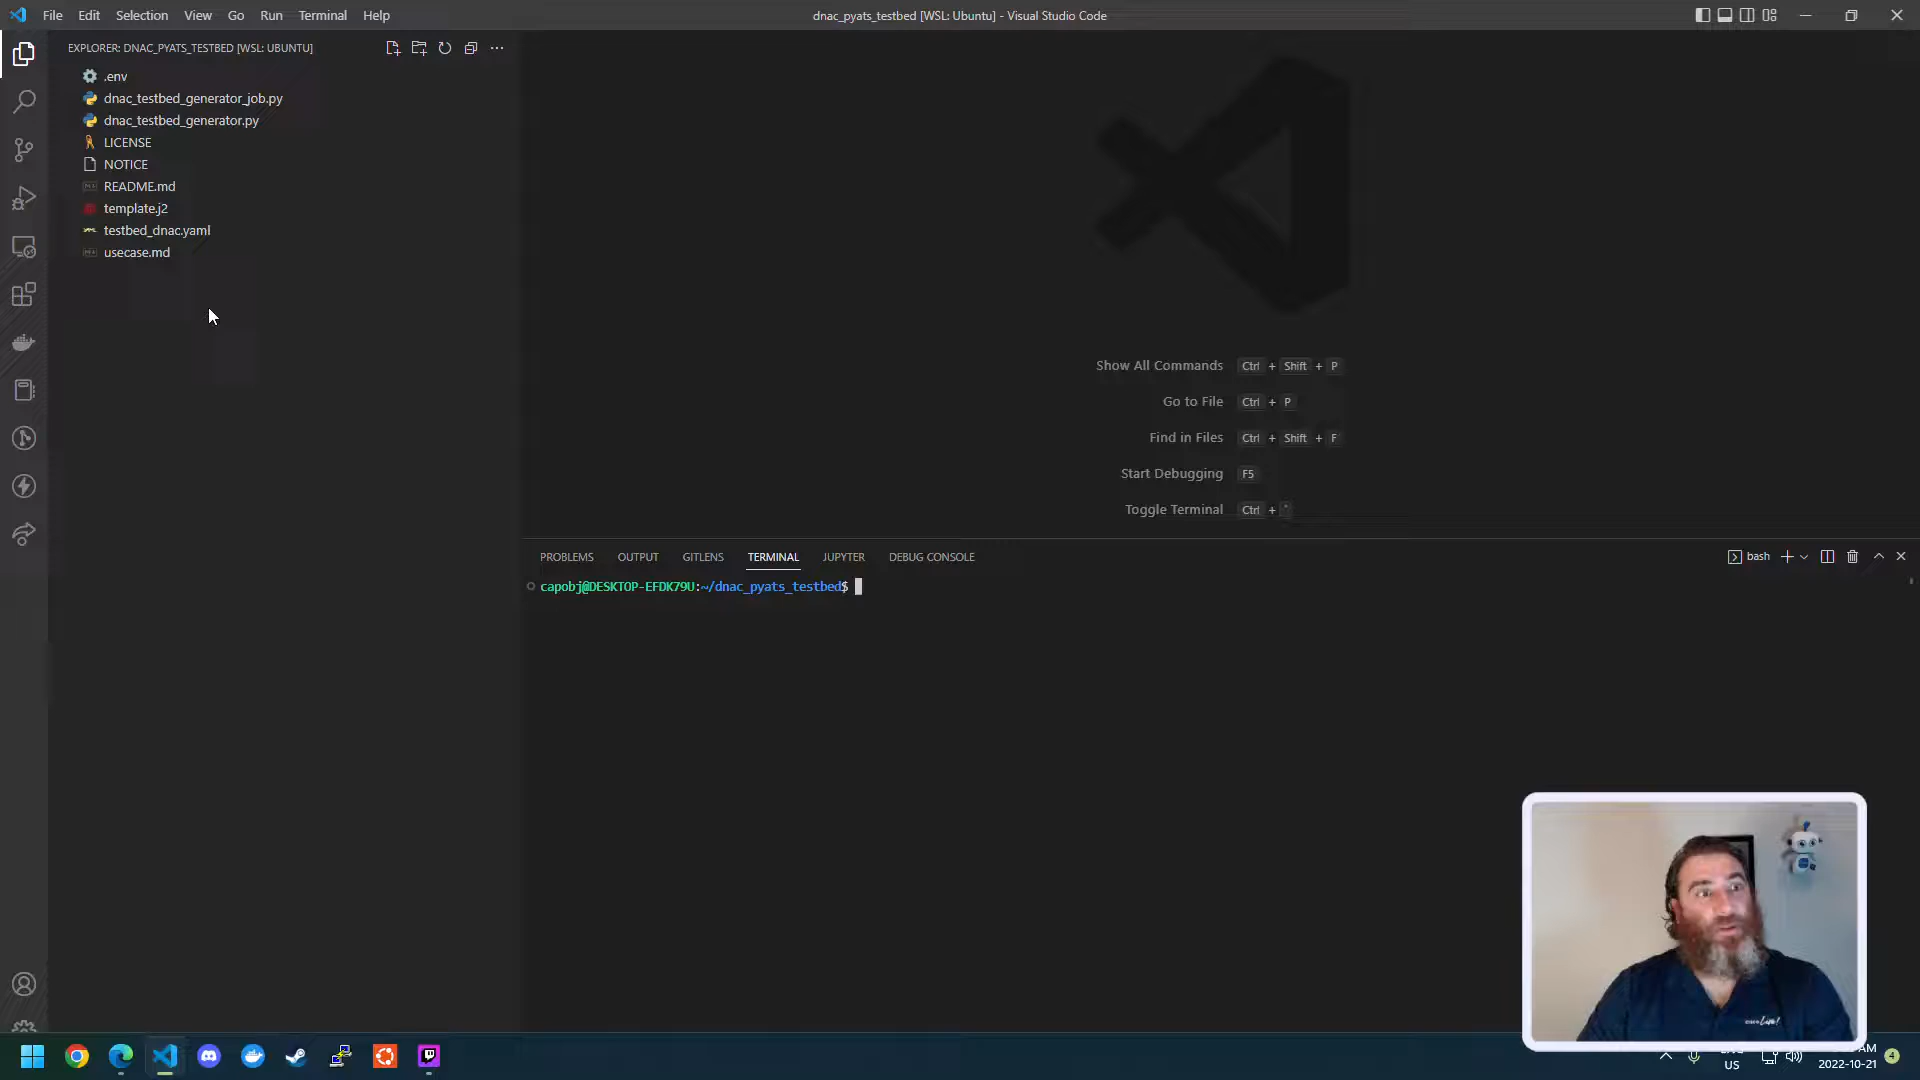 File Edit Selection View Go Run Terminal Help
dnac_pyats_testbed [WSL: Ubuntu] - Visual Studio Code
EXPLORER: DNAC_PYATS_TESTBED [WSL: UBUNTU]
.env
dnac_testbed_generator_job.py
dnac_testbed_generator.py
LICENSE
NOTICE
README.md
template.j2
testbed_dnac.yaml
usecase.md
Show All Commands Ctrl + Shift + P
Go to File Ctrl + P
Find in Files Ctrl + Shift + F
Start Debugging F5
Toggle Terminal Ctrl + `
PROBLEMS OUTPUT GITLENS TERMINAL JUPYTER DEBUG CONSOLE
bash
capobj@DESKTOP-EFDK79U:~/dnac_pyats_testbed$
US
AM
2022-10-21
4